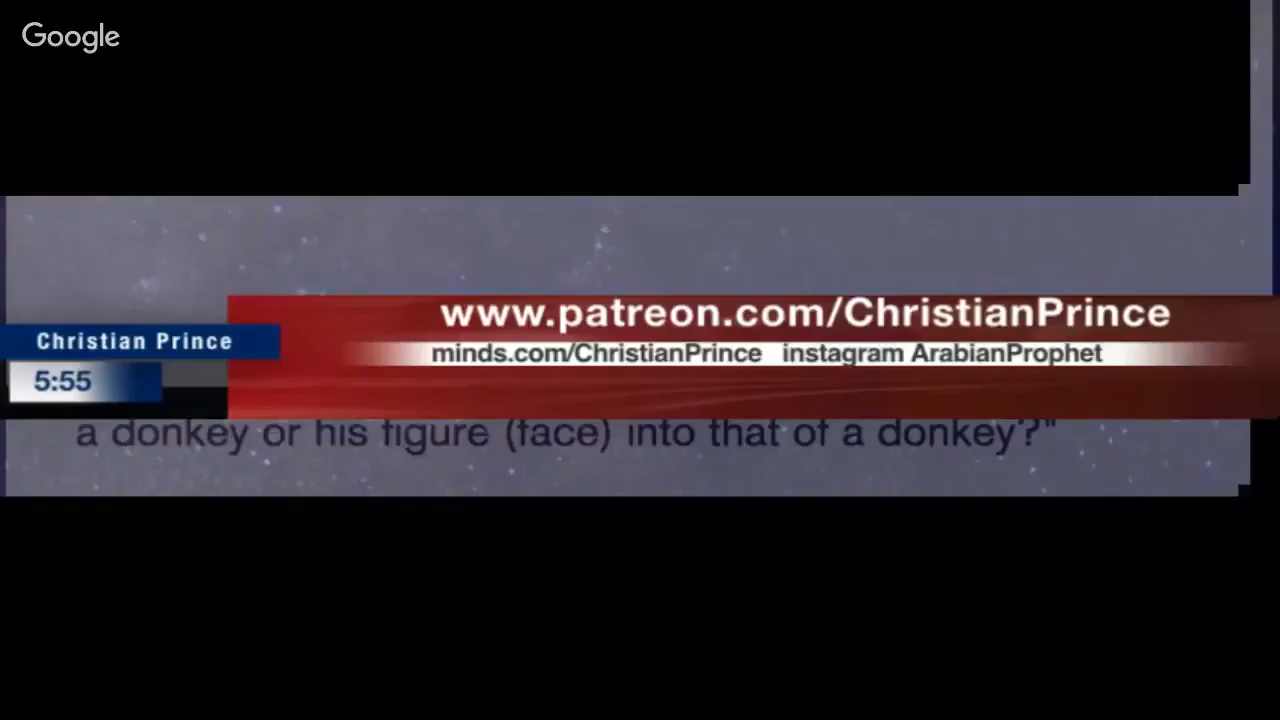 Google
www.patreon.com/ChristianPrince
Christian Prince
minds.com/ChristianPrince instagram ArabianProphet
5:55
a donkey or his figure (face) into that of a donkey?"